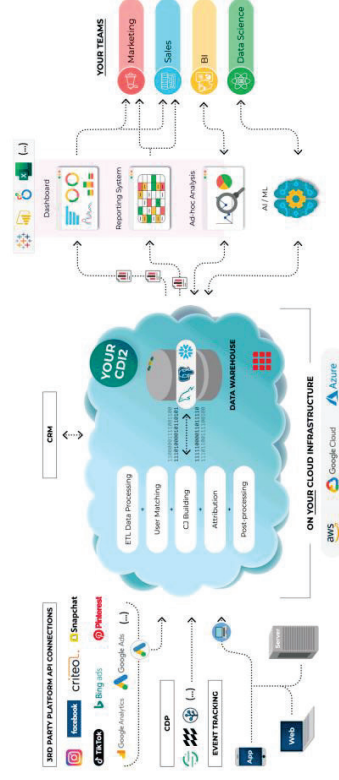 3RD PARTY PLATFORM API CONNECTIONS
facebook
criteo
Snapchat
TikTok
Bing ads
Pinterest
Google Analytics
Google Ads
(...)
CDP
(...)
EVENT TRACKING
App
Web
Server
CRM
YOUR
CDI2
ETL Data Processing
+
User Matching
+
CJ Building
+
Attribution
+
Post-processing
DATA WAREHOUSE
ON YOUR CLOUD INFRASTRUCTURE
aws
Google Cloud
Azure
(...)
Dashboard
Reporting System
Ad-hoc Analysis
AI / ML
YOUR TEAMS
Marketing
Sales
BI
Data Science